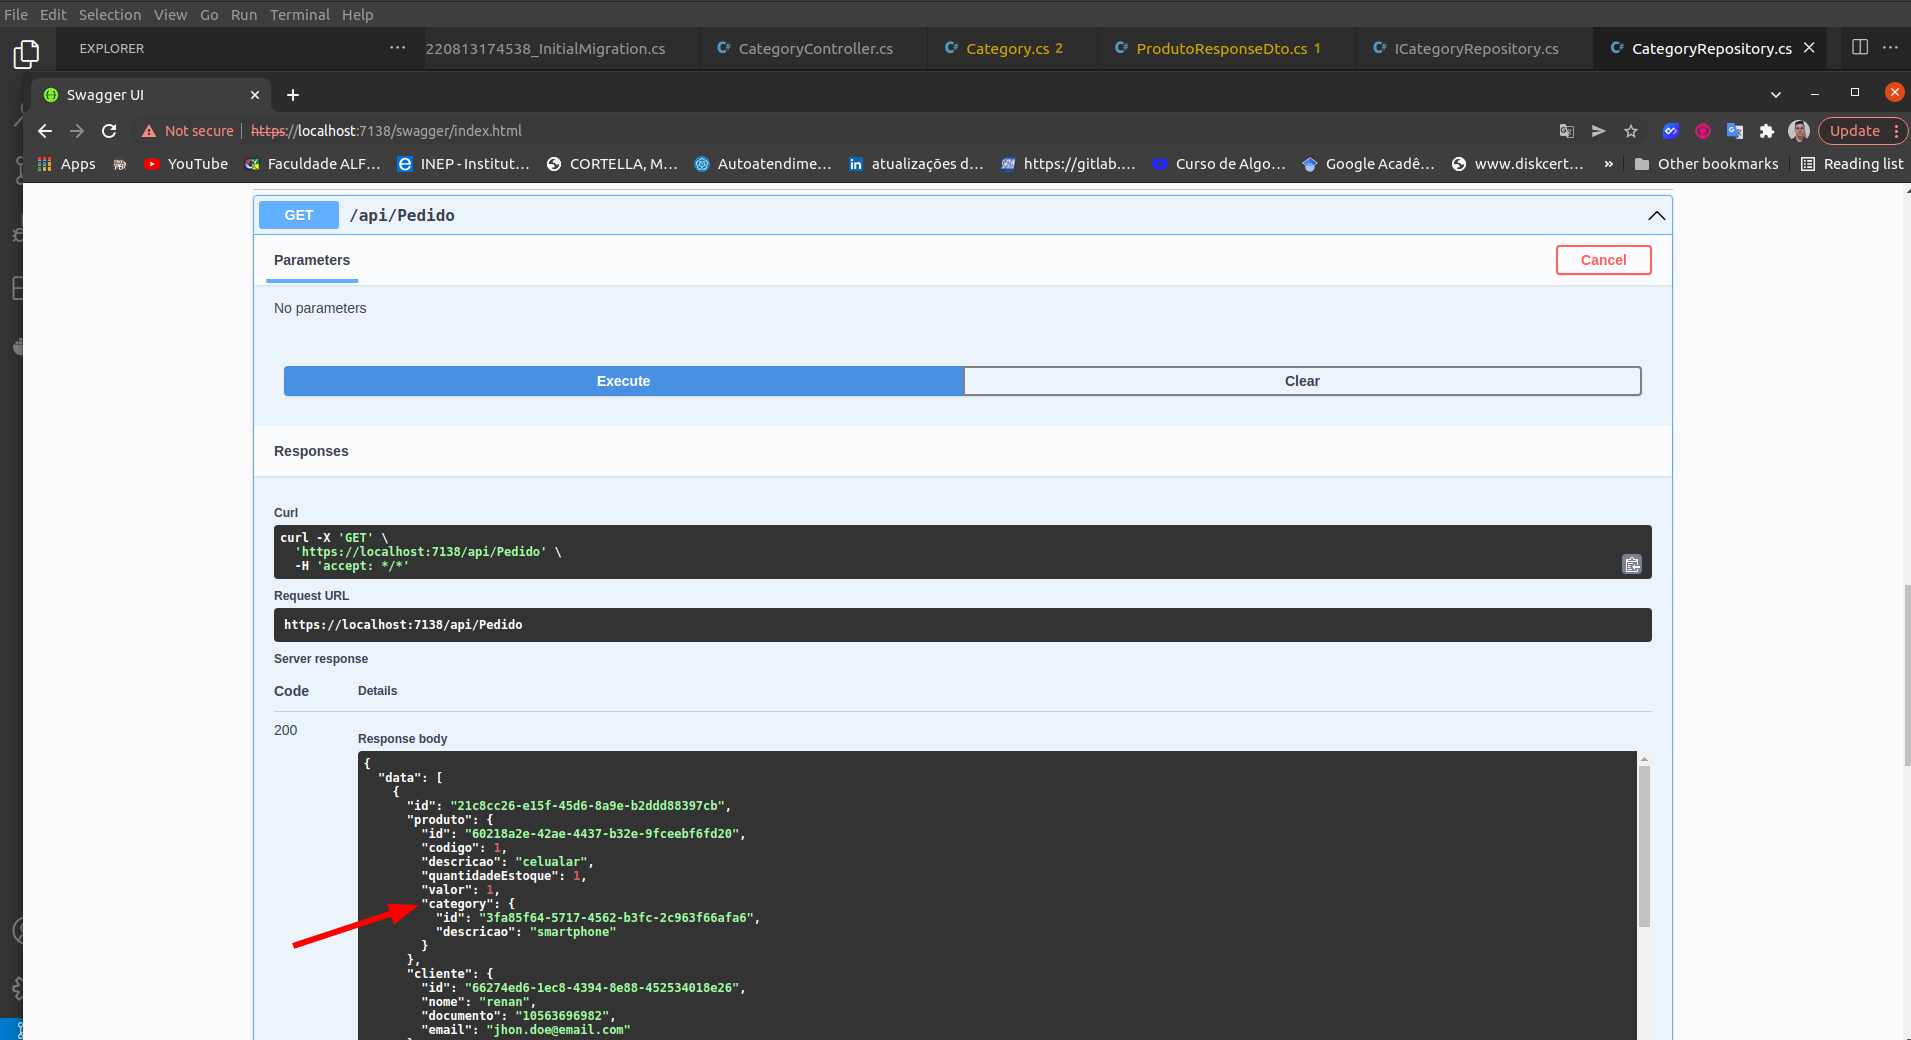 File Edit Selection View Go Run Terminal Help
EXPLORER ··· 220813174538_InitialMigration.cs CategoryController.cs Category.cs 2 ProdutoResponseDto.cs 1 ICategoryRepository.cs CategoryRepository.cs
Swagger UI
Not secure https://localhost:7138/swagger/index.html Update
Apps YouTube Faculdade ALF... INEP - Institut... CORTELLA, M... Autoatendime... atualizações d... https://gitlab.... Curso de Algo... Google Acadê... www.diskcert... » Other bookmarks Reading list
GET /api/Pedido
Parameters Cancel
No parameters
Execute Clear
Responses
Curl
curl -X 'GET' \
'https://localhost:7138/api/Pedido' \
-H 'accept: */*'
Request URL
https://localhost:7138/api/Pedido
Server response
Code Details
200
Response body
{
"data": [
{
"id": "21c8cc26-e15f-45d6-8a9e-b2ddd88397cb",
"produto": {
"id": "60218a2e-42ae-4437-b32e-9fceebf6fd20",
"codigo": 1,
"descricao": "celualar",
"quantidadeEstoque": 1,
"valor": 1,
"category": {
"id": "3fa85f64-5717-4562-b3fc-2c963f66afa6",
"descricao": "smartphone"
}
},
"cliente": {
"id": "66274ed6-1ec8-4394-8e88-452534018e26",
"nome": "renan",
"documento": "10563696982",
"email": "jhon.doe@email.com"